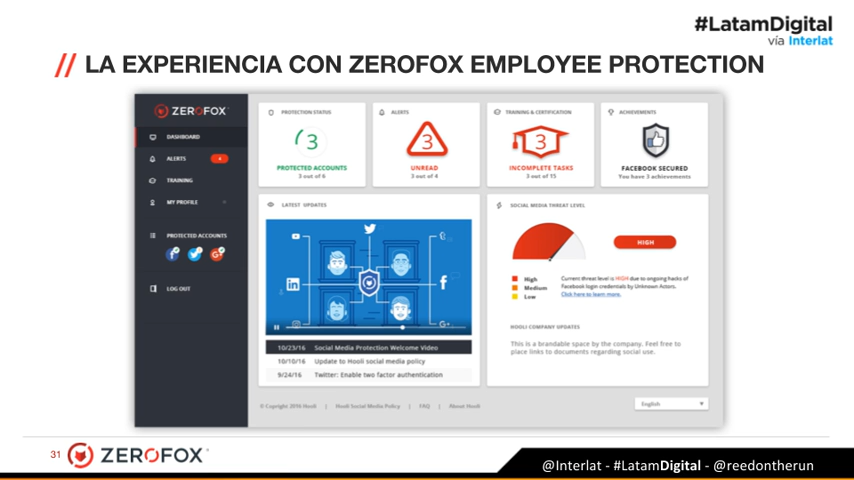 #LatamDigital
vía Interlat
// LA EXPERIENCIA CON ZEROFOX EMPLOYEE PROTECTION
ZEROFOX
DASHBOARD
ALERTS
TRAINING
MY PROFILE
PROTECTED ACCOUNTS
LOG OUT
PROTECTION STATUS
3
PROTECTED ACCOUNTS
3 out of 6
ALERTS
3
UNREAD
3 out of 4
TRAINING & CERTIFICATION
3
INCOMPLETE TASKS
3 out of 15
ACHIEVEMENTS
FACEBOOK SECURED
You have 3 achievements
LATEST UPDATES
10/23/16 Social Media Protection Welcome Video
10/10/16 Update to Hooli social media policy
9/24/16 Twitter: Enable two factor authentication
SOCIAL MEDIA THREAT LEVEL
HIGH
High
Medium
Low
Current threat level is HIGH due to ongoing hacks of
Facebook login credentials by Unknown Actors.
Click here to learn more.
HOOLI COMPANY UPDATES
This is a brandable space by the company. Feel free to
place links to documents regarding social use.
Hooli Social Media Policy | FAQ | About Hooli
English
31
ZEROFOX
@Interlat - #LatamDigital - @reedontherun